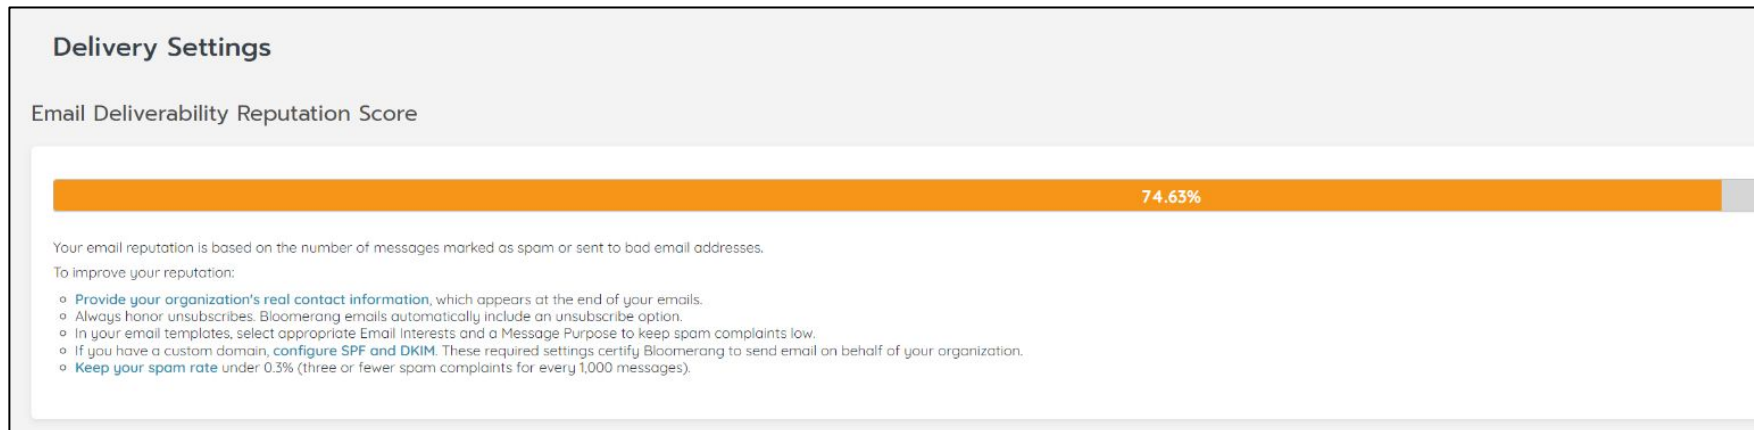 Delivery Settings
Email Deliverability Reputation Score
74.63%
Your email reputation is based on the number of messages marked as spam or sent to bad email addresses.
To improve your reputation:
Provide your organization's real contact information, which appears at the end of your emails.
Always honor unsubscribes. Bloomerang emails automatically include an unsubscribe option.
In your email templates, select appropriate Email Interests and a Message Purpose to keep spam complaints low.
If you have a custom domain, configure SPF and DKIM. These required settings certify Bloomerang to send email on behalf of your organization.
Keep your spam rate under 0.3% (three or fewer spam complaints for every 1,000 messages).